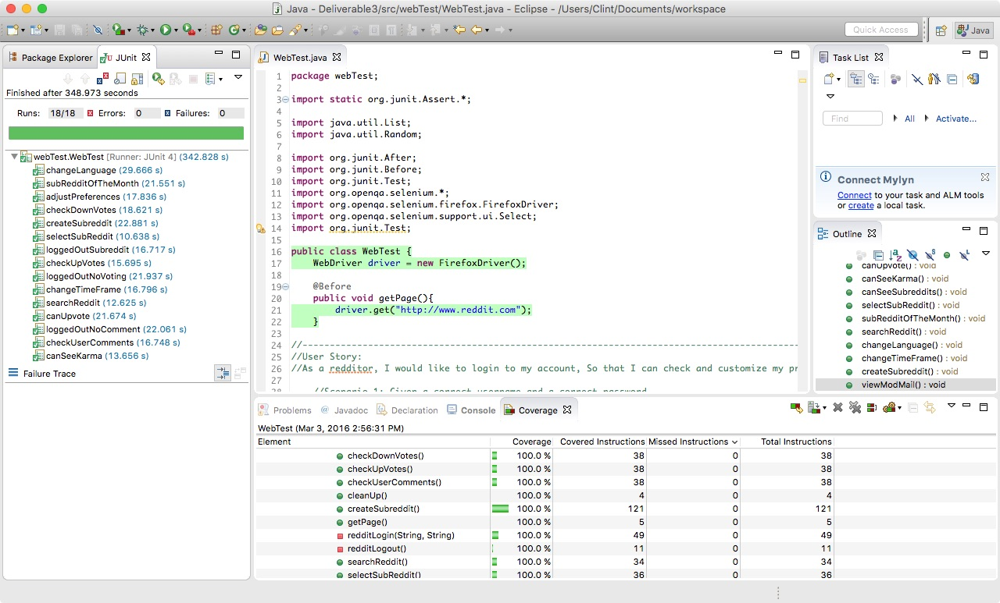 Java - Deliverable3/src/webTest/WebTest.java - Eclipse - /Users/Clint/Documents/workspace
Quick Access
Java
Package Explorer
JUnit
Finished after 348.973 seconds
Runs: 18/18 Errors: 0 Failures: 0
webTest.WebTest [Runner: JUnit 4] (342.828 s)
changeLanguage (29.666 s)
subRedditOfTheMonth (21.551 s)
adjustPreferences (17.836 s)
checkDownVotes (18.621 s)
createSubreddit (22.881 s)
selectSubReddit (10.638 s)
loggedOutSubreddit (16.717 s)
checkUpVotes (15.695 s)
loggedOutNoVoting (21.937 s)
changeTimeFrame (16.796 s)
searchReddit (12.625 s)
canUpvote (21.674 s)
loggedOutNoComment (22.061 s)
checkUserComments (16.748 s)
canSeeKarma (13.656 s)
Failure Trace
WebTest.java
1 package webTest;
2
3 import static org.junit.Assert.*;
4
5 import java.util.List;
6 import java.util.Random;
7
8 import org.junit.After;
9 import org.junit.Before;
10 import org.junit.Test;
11 import org.openqa.selenium.*;
12 import org.openqa.selenium.firefox.FirefoxDriver;
13 import org.openqa.selenium.support.ui.Select;
14 import org.junit.Test;
15
16 public class WebTest {
17 WebDriver driver = new FirefoxDriver();
18
19 @Before
20 public void getPage(){
21 driver.get("http://www.reddit.com");
22 }
23
24 //------------------------------------------------------------------------------------------
25 //User Story:
26 //As a redditor, I would like to login to my account, So that I can check and customize my pr
27
28 //Scenario 1: Given a correct username and a correct password
Task List
Find
All
Activate...
Connect Mylyn
Connect to your task and ALM tools
or create a local task.
Outline
canUpvote() : void
canSeeKarma() : void
canSeeSubreddits() : void
selectSubReddit() : void
subRedditOfTheMonth() : void
searchReddit() : void
changeLanguage() : void
changeTimeFrame() : void
createSubreddit() : void
viewModMail() : void
Problems
@ Javadoc
Declaration
Console
Coverage
WebTest (Mar 3, 2016 2:56:31 PM)
Element Coverage Covered Instructions Missed Instructions Total Instructions
checkDownVotes() 100.0 % 38 0 38
checkUpVotes() 100.0 % 38 0 38
checkUserComments() 100.0 % 38 0 38
cleanUp() 100.0 % 4 0 4
createSubreddit() 100.0 % 121 0 121
getPage() 100.0 % 5 0 5
redditLogin(String, String) 100.0 % 49 0 49
redditLogout() 100.0 % 11 0 11
searchReddit() 100.0 % 34 0 34
selectSubReddit() 100.0 % 36 0 36